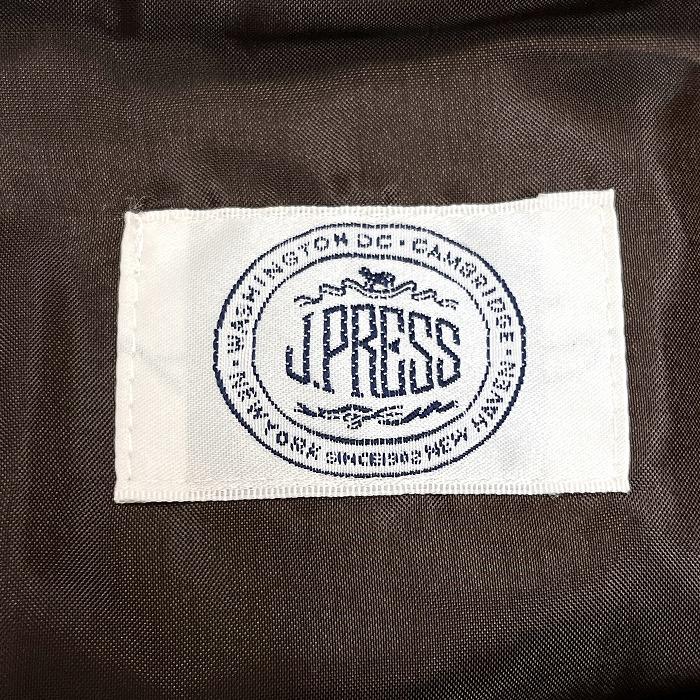 WASHINGTON DC · CAMBRIDGE ·
J.PRESS
NEW YORK SINCE 1902 NEW HAVEN